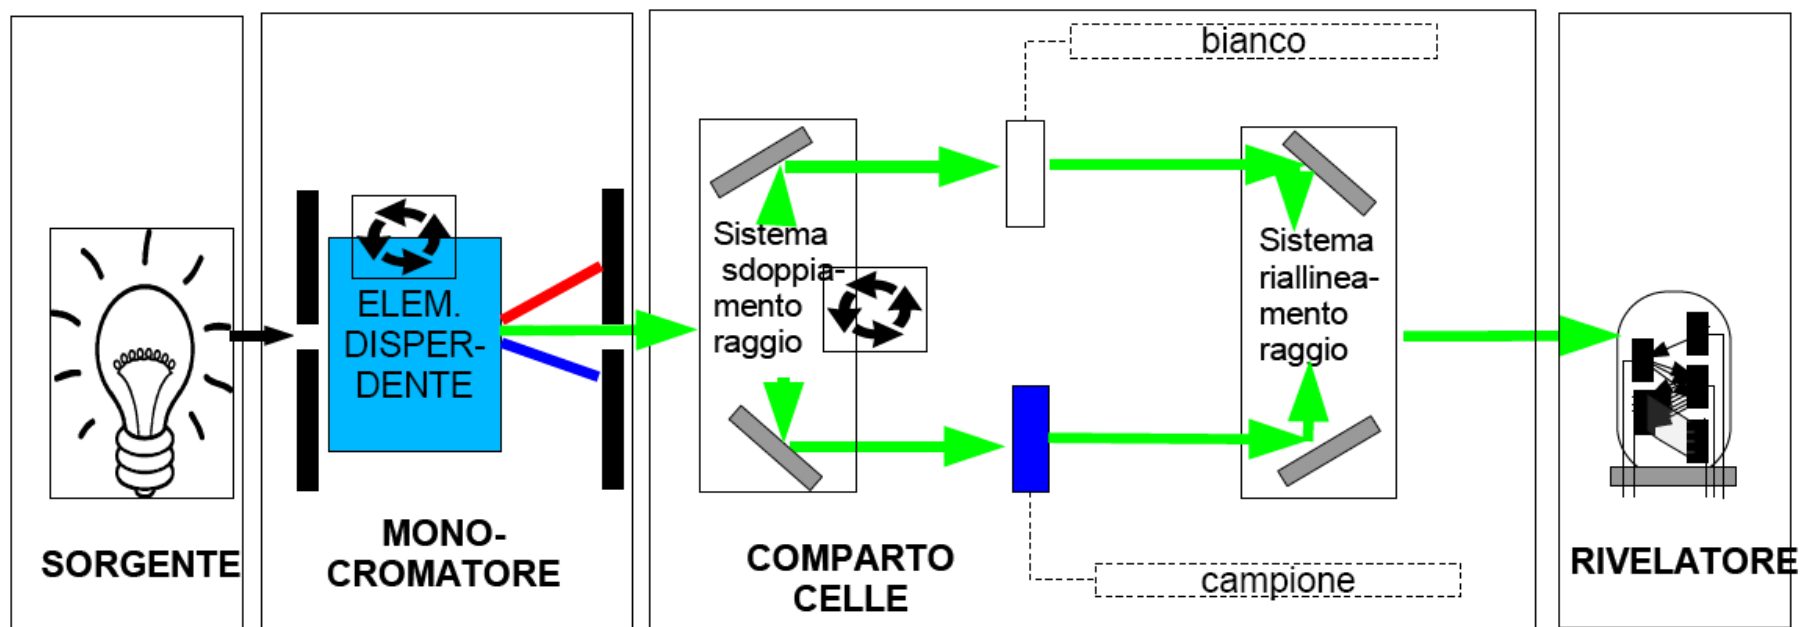 SORGENTE
ELEM.
DISPER-
DENTE
MONO-
CROMATORE
bianco
Sistema
sdoppia-
mento
raggio
Sistema
riallinea-
mento
raggio
campione
COMPARTO
CELLE
RIVELATORE